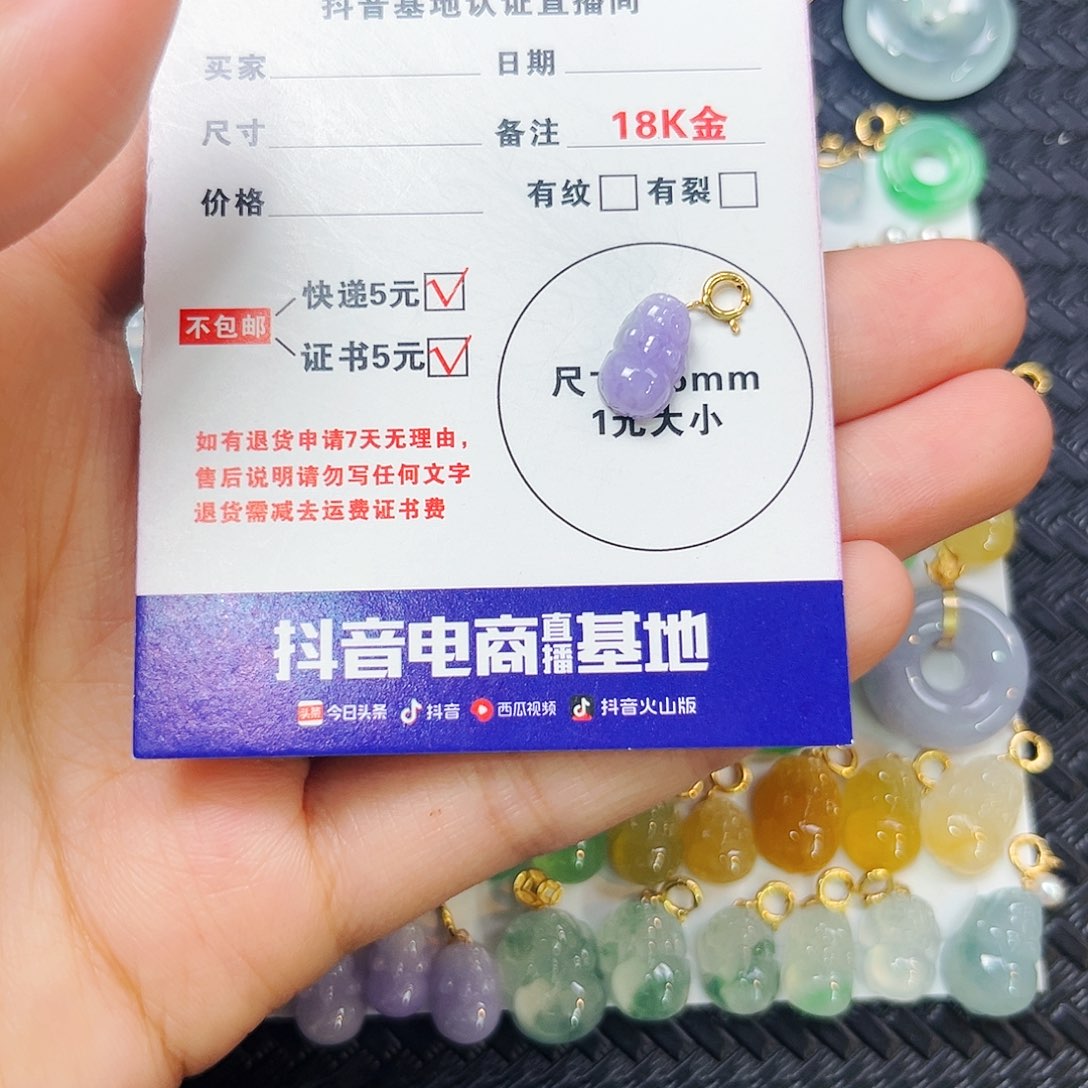 抖音基地认证直播间
买家 日期
尺寸 备注 18K金
价格 有纹 有裂
快递5元
不包邮
证书5元
尺 mm
1元大小
如有退货申请7天无理由，
售后说明请勿写任何文字
退货需减去运费证书费
抖音电商直播基地
头条 今日头条 抖音 西瓜视频 抖音火山版